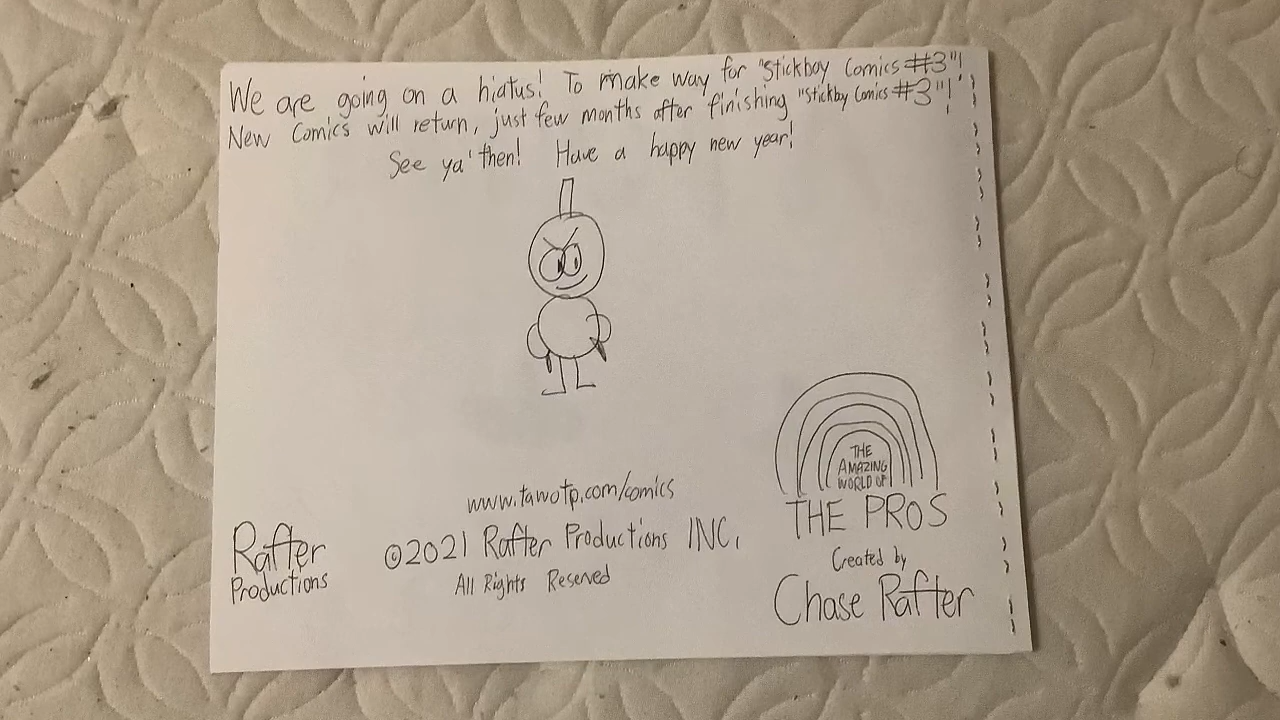 We are going on a hiatus! To make way for "Stickboy Comics #3"!
New Comics will return, just few months after finishing "Stickby Comics #3"!
See ya' then! Have a happy new year!
THE
AMAZING
WORLD OF
THE PROS
Created by
Chase Rafter
www.tawotp.com/comics
©2021 Rafter Productions INC.
All Rights Reserved
Rafter
Productions